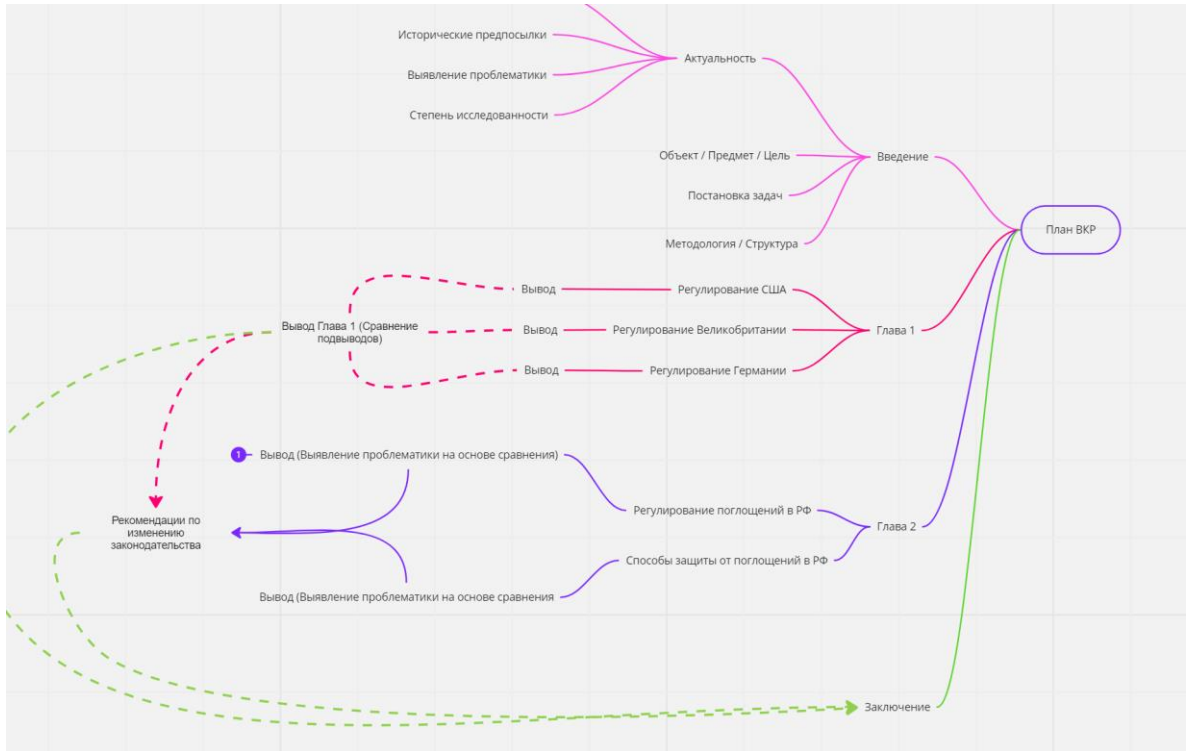 Исторические предпосылки
Актуальность
Выявление проблематики
Степень исследованности
Объект / Предмет / Цель
Введение
Постановка задач
План ВКР
Методология / Структура
Вывод
Регулирование США
Вывод Глава 1 (Сравнение
подвыводов)
Вывод
Регулирование Великобритании
Глава 1
Вывод
Регулирование Германии
1
Вывод (Выявление проблематики на основе сравнения)
Регулирование поглощений в РФ
Рекомендации по
изменению
законодательства
Глава 2
Способы защиты от поглощений в РФ
Вывод (Выявление проблематики на основе сравнения
Заключение